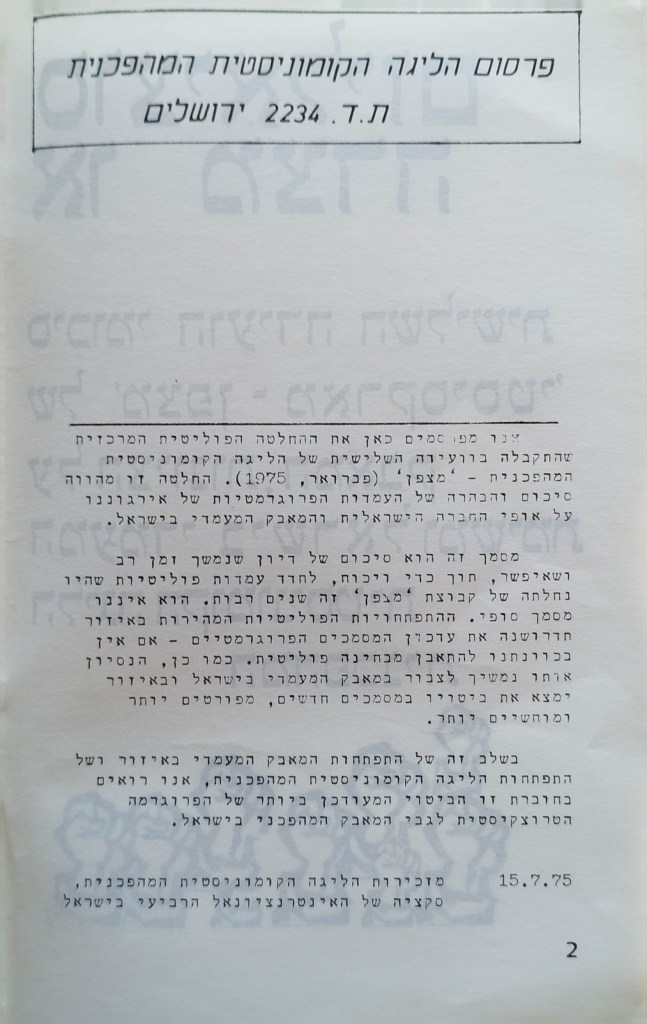 פרסום הליגה הקומוניסטית המהפכנית
ת.ד. 2234 ירושלים
אנו מפרסמים כאן את ההחלטה הפוליטית המרכזית
שהתקבלה בוועידה השלישית של הליגה הקומוניסטית
המהפכנית - 'מצפן' (פברואר, 1975). החלטה זו מהווה
סיכום והבהרה של העמדות הפרוגרמטיות של אירגוננו
על אופי החברה הישראלית והמאבק המעמדי בישראל.
מסמך זה הוא סיכום של דיון שנמשך זמן רב
ושאיפשר, תוך כדי ויכוח, לחדד עמדות פוליטיות שהיו
נחלתה של קבוצת 'מצפן' זה שנים רבות. הוא איננו
מסמך סופי. ההתפתחויות הפוליטיות המהירות באיזור
תדרושנה את עדכון המסמכים הפרוגרמטיים - אם אין
בכוונתנו להתאבן מבחינה פוליטית. כמו כן, הנסיון
אותו נמשיך לצבור במאבק המעמדי בישראל ובאיזור
ימצא את ביטויו במסמכים חדשים, מפורטים יותר
ומוחשיים יותר.
בשלב זה של התפתחות המאבק המעמדי באיזור ושל
התפתחות הליגה הקומוניסטית המהפכנית, אנו רואים
בחוברת זו הביטוי המעודכן ביותר של הפרוגרמה
הטרוצקיסטית לגבי המאבק המהפכני בישראל.
15.7.75 מזכירות הליגה הקומוניסטית המהפכנית,
סקציה של האינטרנציונאל הרביעי בישראל
2